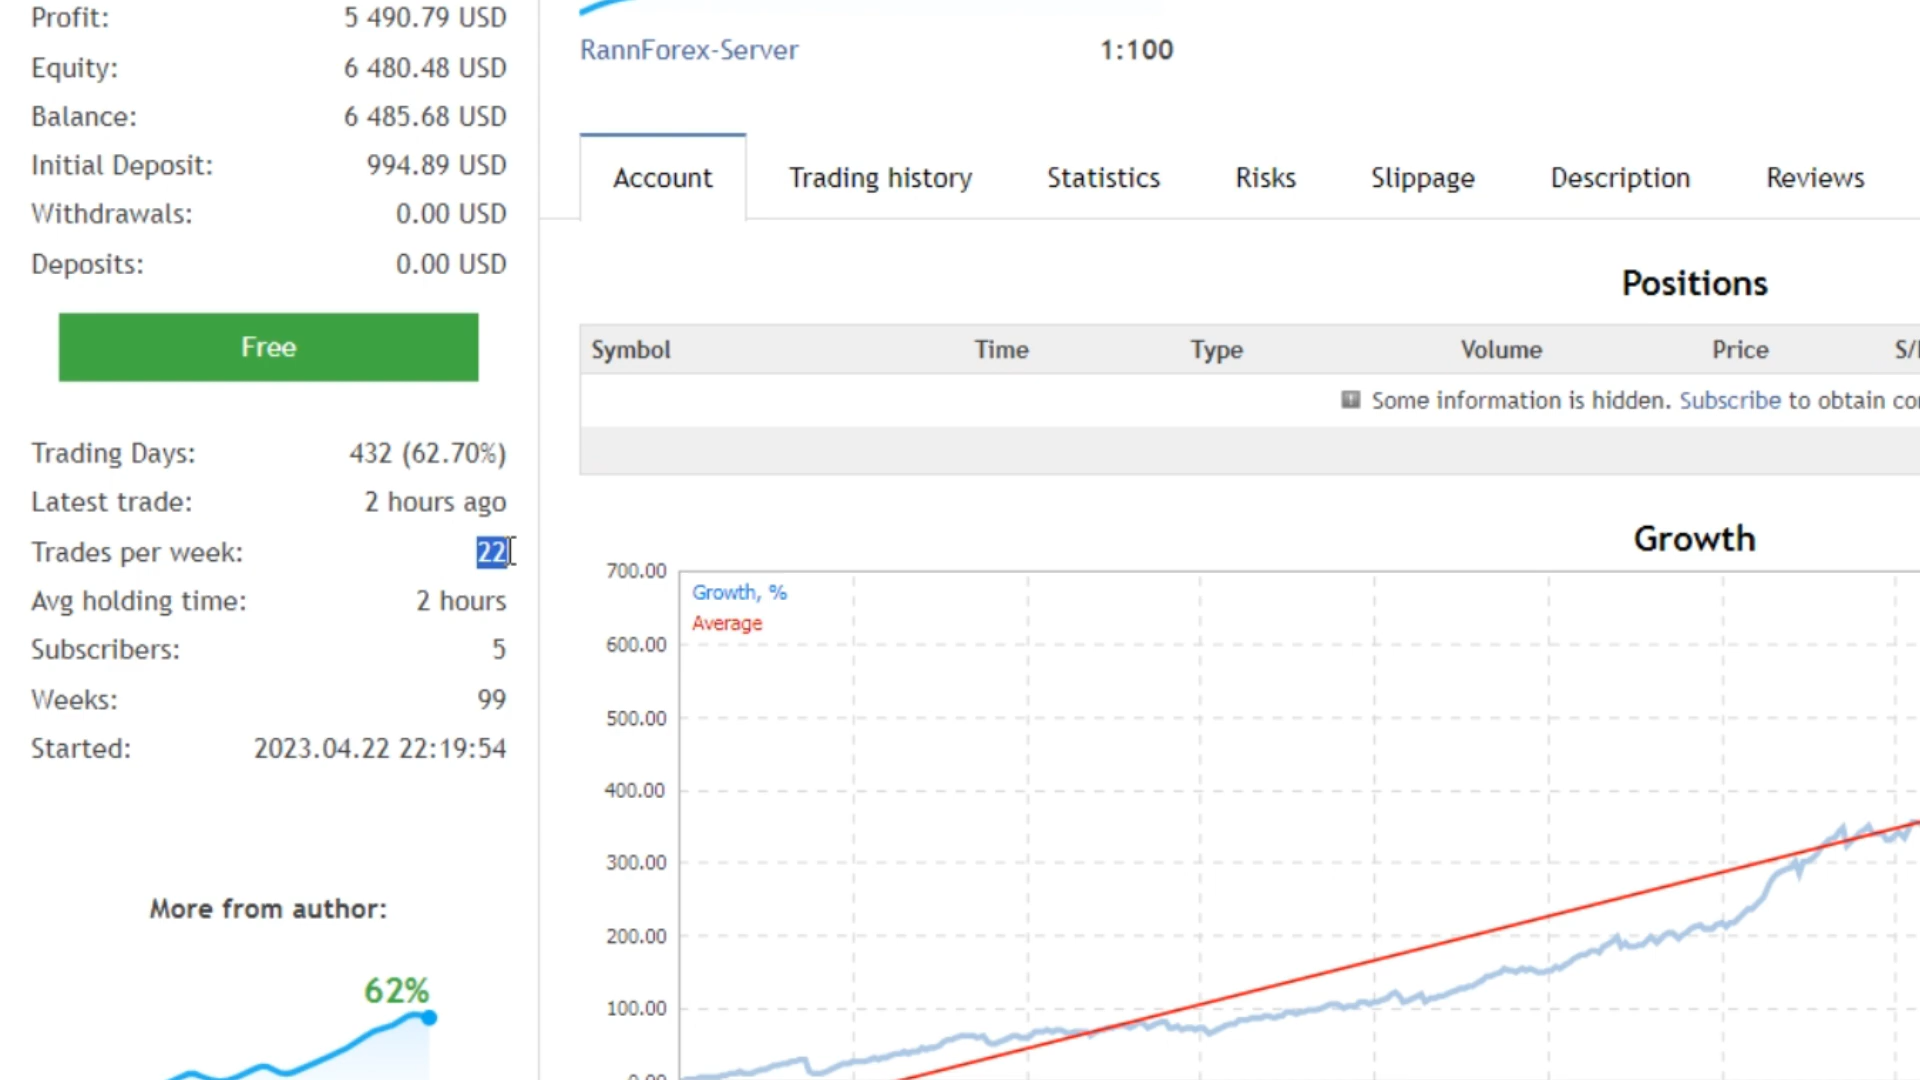 Profit: 5 490.79 USD
Equity: 6 480.48 USD
Balance: 6 485.68 USD
Initial Deposit: 994.89 USD
Withdrawals: 0.00 USD
Deposits: 0.00 USD
Free
Trading Days: 432 (62.70%)
Latest trade: 2 hours ago
Trades per week: 22
Avg holding time: 2 hours
Subscribers: 5
Weeks: 99
Started: 2023.04.22 22:19:54
More from author:
62%
RannForex-Server 1:100
Account Trading history Statistics Risks Slippage Description Reviews
Positions
Symbol Time Type Volume Price
Some information is hidden. Subscribe to obtain
Growth
700.00
Growth, %
Average
600.00
500.00
400.00
300.00
200.00
100.00